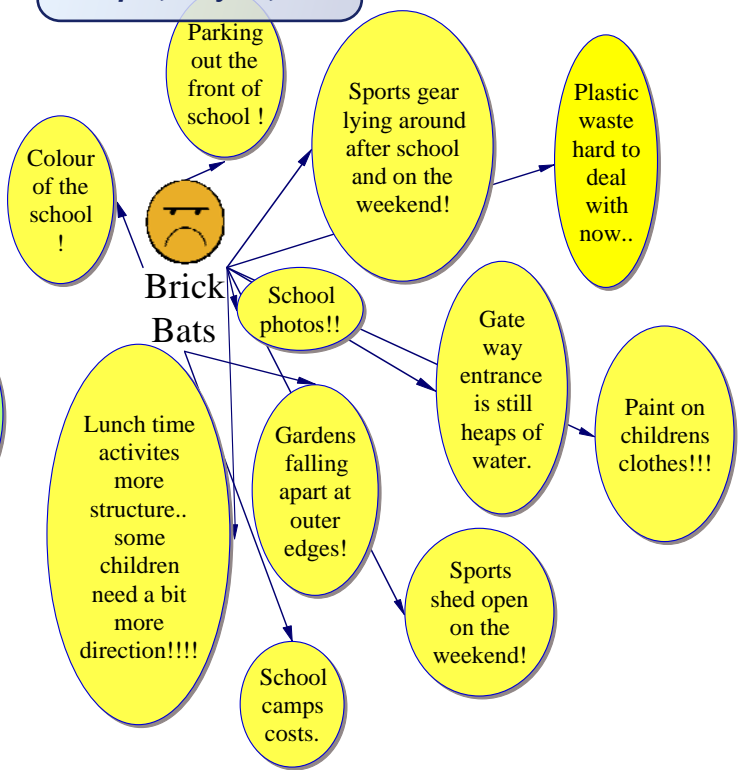 Parking
out the
front of
school !
Sports gear
lying around
after school
and on the
weekend!
Plastic
waste
hard to
deal
with
now..
Colour
of the
school
!
Brick
Bats
School
photos!!
Gate
way
entrance
is still
heaps of
water.
Paint on
childrens
clothes!!!
Lunch time
activites
more
structure..
some
children
need a bit
more
direction!!!!
Gardens
falling
apart at
outer
edges!
Sports
shed open
on the
weekend!
School
camps
costs.